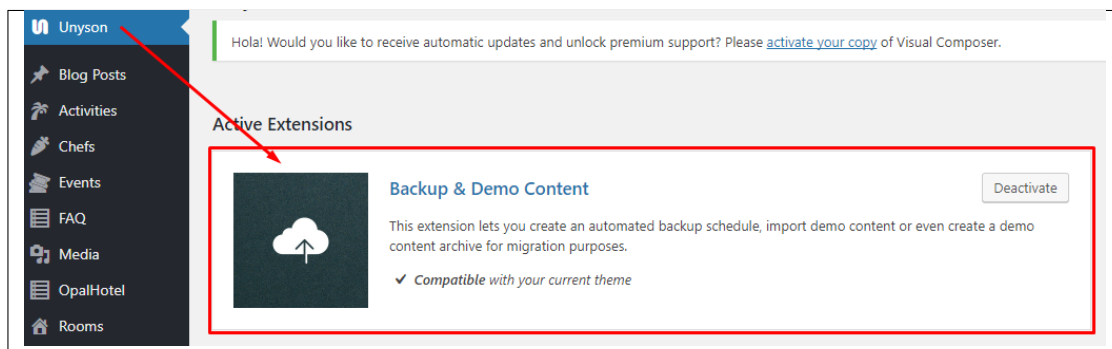 Unyson
Hola! Would you like to receive automatic updates and unlock premium support? Please activate your copy of Visual Composer.
Blog Posts
Activities
Chefs
Events
FAQ
Media
OpalHotel
Rooms
Active Extensions
Backup & Demo Content
Deactivate
This extension lets you create an automated backup schedule, import demo content or even create a demo
content archive for migration purposes.
✓ Compatible with your current theme